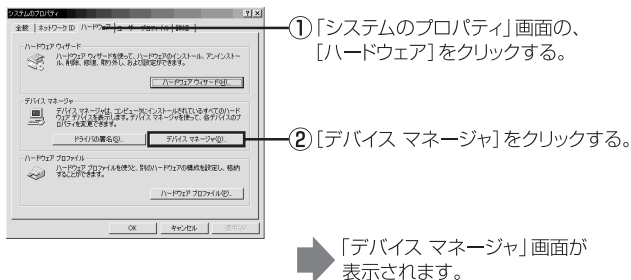 システムのプロパティ
全般 ネットワークID ハードウェア ユーザー プロファイル 詳細
ハードウェア ウィザード
ハードウェア ウィザードを使って、ハードウェアのインストール、アンインストール、削除、修復、取り外し、および設定ができます。
ハードウェア ウィザード(H)...
デバイス マネージャ
デバイス マネージャは、コンピュータにインストールされているすべてのハードウェア デバイスを表示します。デバイス マネージャを使って、各デバイスのプロパティを変更できます。
ドライバの署名(S)...
デバイス マネージャ(D)...
ハードウェア プロファイル
ハードウェア プロファイルを使うと、別のハードウェアの構成を設定し、格納することができます。
ハードウェア プロファイル(P)...
OK キャンセル 適用(A)
①「システムのプロパティ」画面の、
[ハードウェア]をクリックする。
②[デバイス マネージャ]をクリックする。
「デバイス マネージャ」画面が
表示されます。